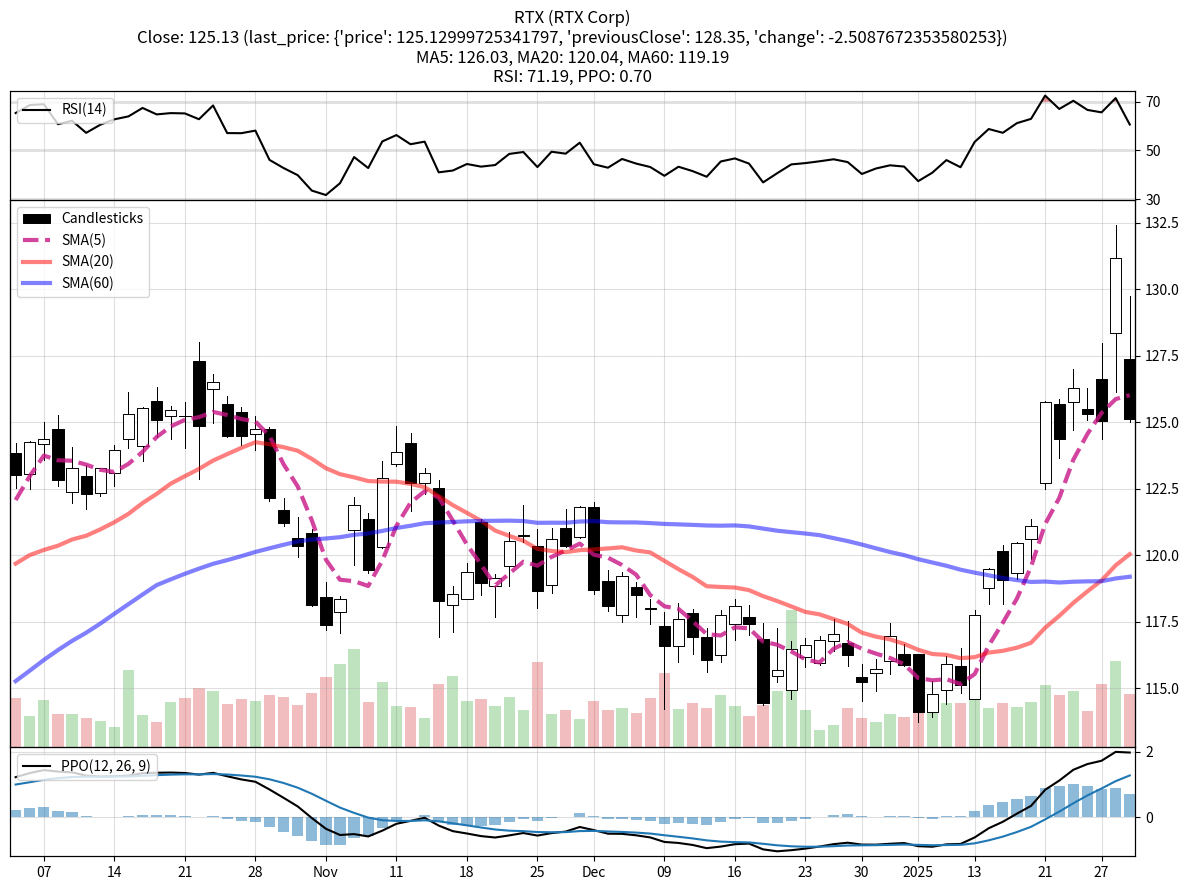 RTX (RTX Corp)
Close: 125.13 (last_price: {'price': 125.12999725341797, 'previousClose': 128.35, 'change': -2.5087672353580253})
MA5: 126.03, MA20: 120.04, MA60: 119.19
RSI: 71.19, PPO: 0.70
RSI(14)
70
50
30
Candlesticks
SMA(5)
SMA(20)
SMA(60)
132.5
130.0
127.5
125.0
122.5
120.0
117.5
115.0
PPO(12, 26, 9)
2
0
07 14 21 28 Nov 11 18 25 Dec 09 16 23 30 2025 13 21 27